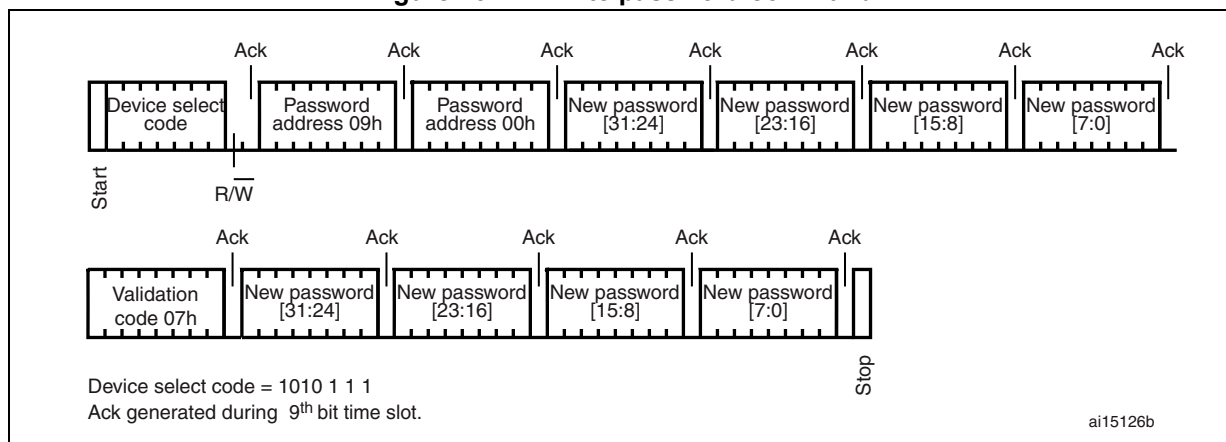 Ack Ack Ack Ack Ack Ack Ack
Device select
code
Password
address 09h
Password
address 00h
New password
[31:24]
New password
[23:16]
New password
[15:8]
New password
[7:0]
Start
R/W
Ack Ack Ack Ack Ack
Validation
code 07h
New password
[31:24]
New password
[23:16]
New password
[15:8]
New password
[7:0]
Stop
Device select code = 1010 1 1 1
Ack generated during 9th bit time slot.
ai15126b